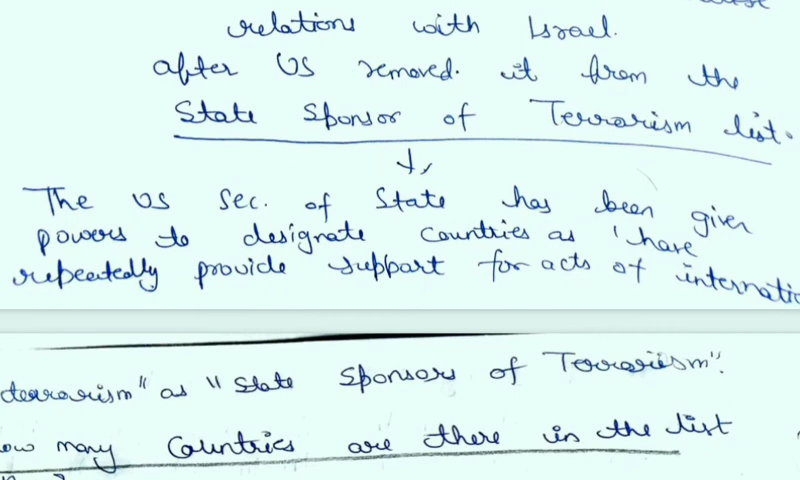 relations with Israel.
after US removed. it from the
State Sponsor of Terrorism list.
The US Sec. of State has been given
powers to designate countries as 'have
repeatedly provide support for acts of internatio
terrorism" as "State Sponsors of Terrorism".
ow many Countries are there in the list